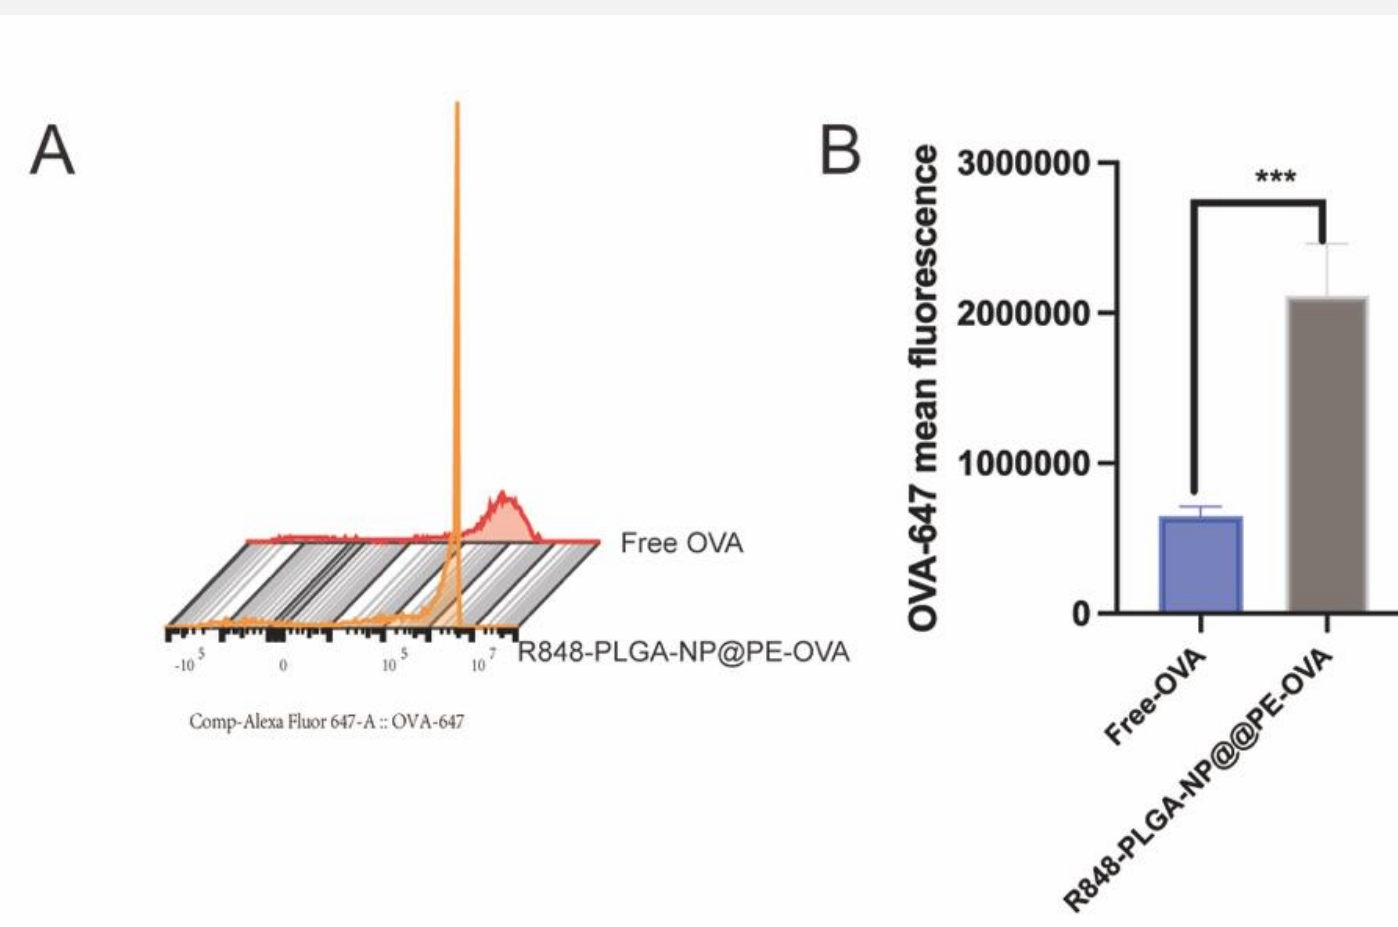 A
Free OVA
R848-PLGA-NP@PE-OVA
-10 5
0
10 5
10 7
Comp-Alexa Fluor 647-A :: OVA-647
B
OVA-647 mean fluorescence
3000000
2000000
1000000
0
***
Free-OVA
R848-PLGA-NP@@PE-OVA